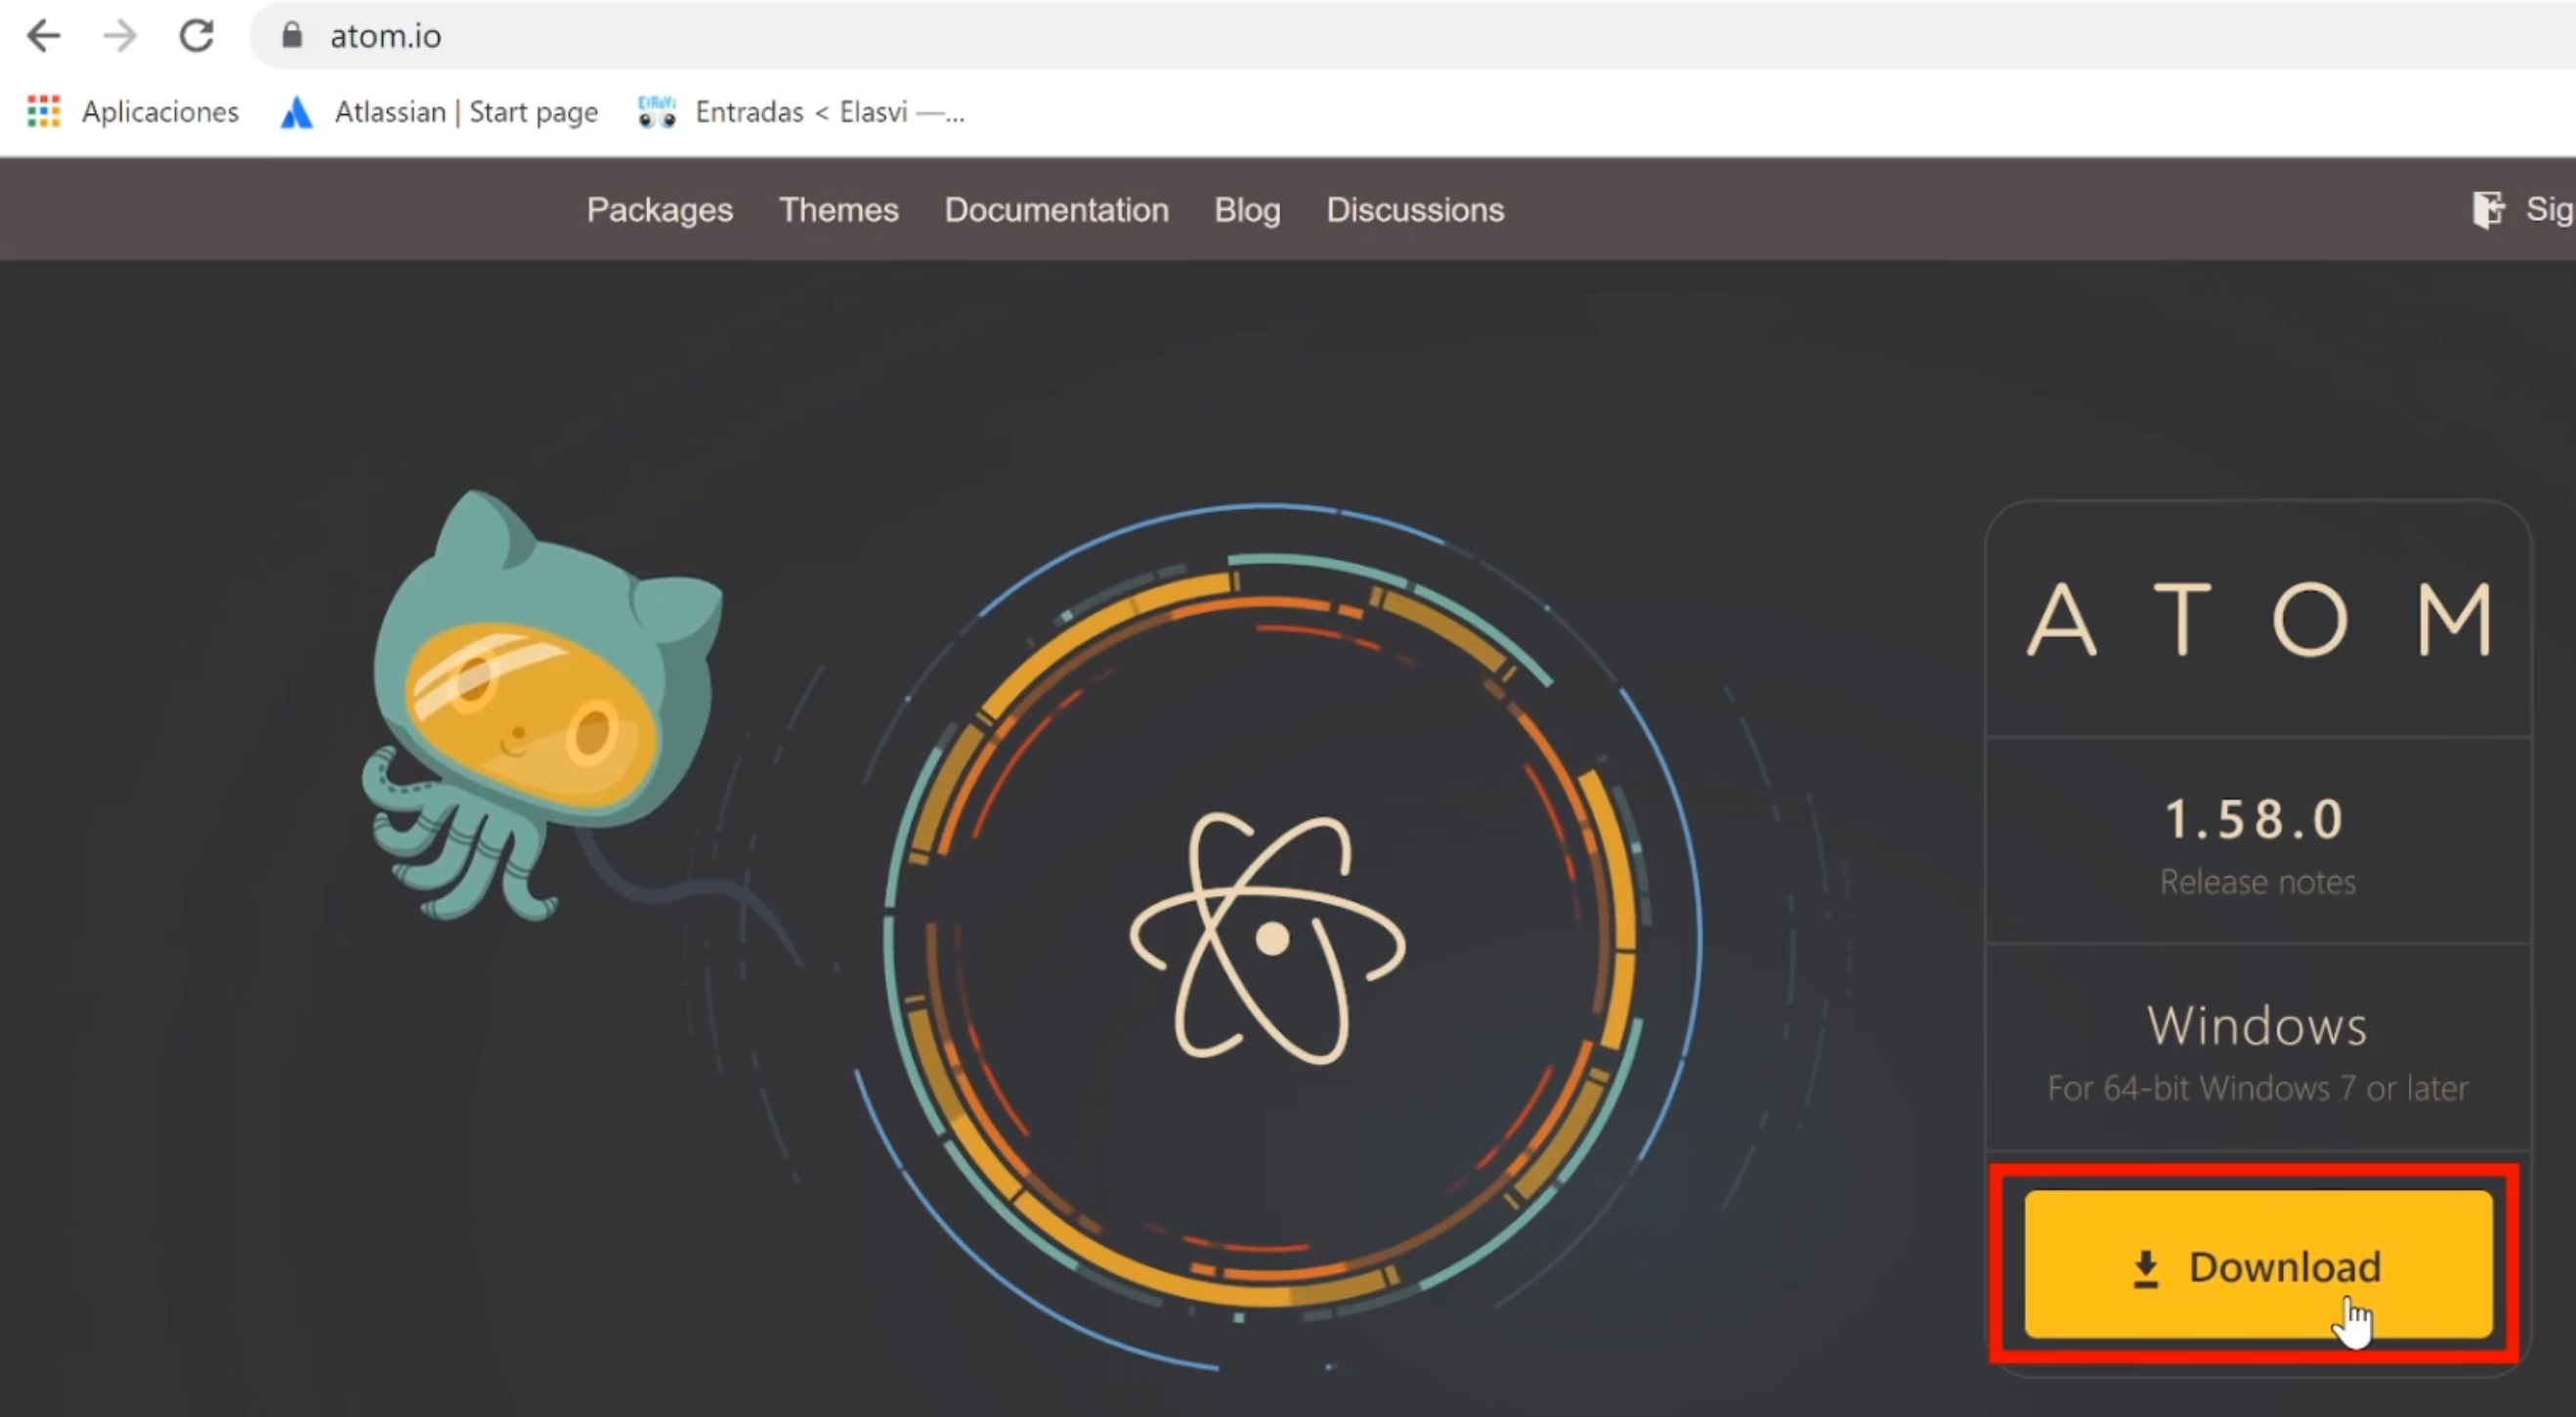 atom.io
Aplicaciones Atlassian | Start page Entradas < Elasvi —...
Packages Themes Documentation Blog Discussions Sig
ATOM
1.58.0
Release notes
Windows
For 64-bit Windows 7 or later
Download